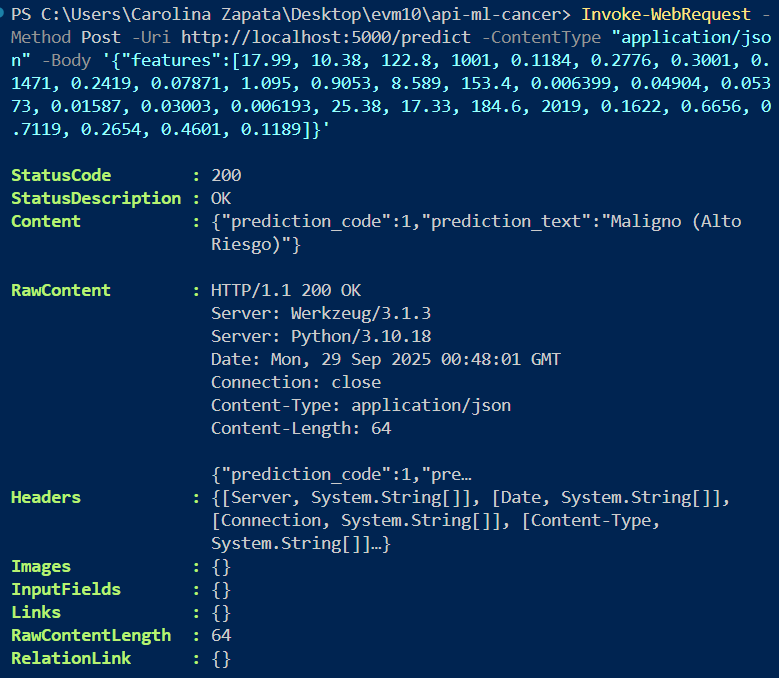 PS C:\Users\Carolina Zapata\Desktop\evm10\api-ml-cancer> Invoke-WebRequest -
Method Post -Uri http://localhost:5000/predict -ContentType "application/jso
n" -Body '{"features":[17.99, 10.38, 122.8, 1001, 0.1184, 0.2776, 0.3001, 0.
1471, 0.2419, 0.07871, 1.095, 0.9053, 8.589, 153.4, 0.006399, 0.04904, 0.053
73, 0.01587, 0.03003, 0.006193, 25.38, 17.33, 184.6, 2019, 0.1622, 0.6656, 0
.7119, 0.2654, 0.4601, 0.1189]}'
StatusCode : 200
StatusDescription : OK
Content : {"prediction_code":1,"prediction_text":"Maligno (Alto
Riesgo)"}
RawContent : HTTP/1.1 200 OK
Server: Werkzeug/3.1.3
Server: Python/3.10.18
Date: Mon, 29 Sep 2025 00:48:01 GMT
Connection: close
Content-Type: application/json
Content-Length: 64
{"prediction_code":1,"pre…
Headers : {[Server, System.String[]], [Date, System.String[]],
[Connection, System.String[]], [Content-Type,
System.String[]]…}
Images : {}
InputFields : {}
Links : {}
RawContentLength : 64
RelationLink : {}